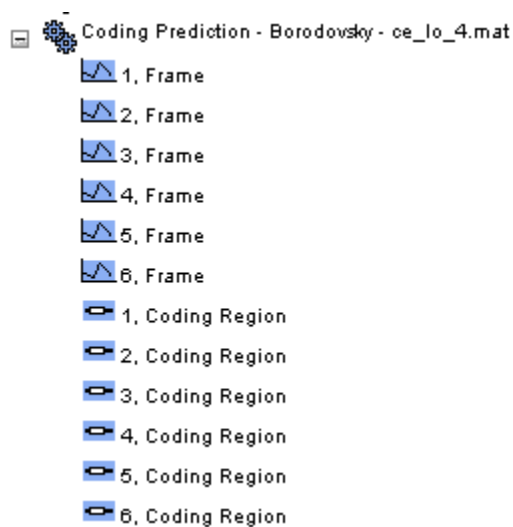 Coding Prediction - Borodovsky - ce_lo_4.mat
1, Frame
2, Frame
3, Frame
4, Frame
5, Frame
6, Frame
1, Coding Region
2, Coding Region
3, Coding Region
4, Coding Region
5, Coding Region
6, Coding Region